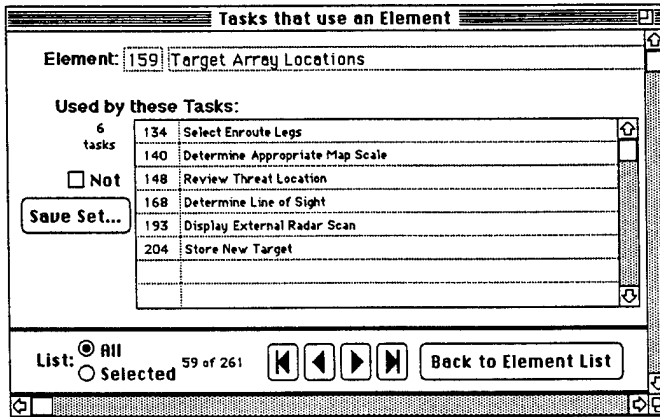 Tasks that use an Element
Element: 159 Target Array Locations
Used by these Tasks:
6
tasks
134 Select Enroute Legs
140 Determine Appropriate Map Scale
148 Review Threat Location
Not
168 Determine Line of Sight
Save Set...
193 Display External Radar Scan
204 Store New Target
List: All
Selected
59 of 261
Back to Element List